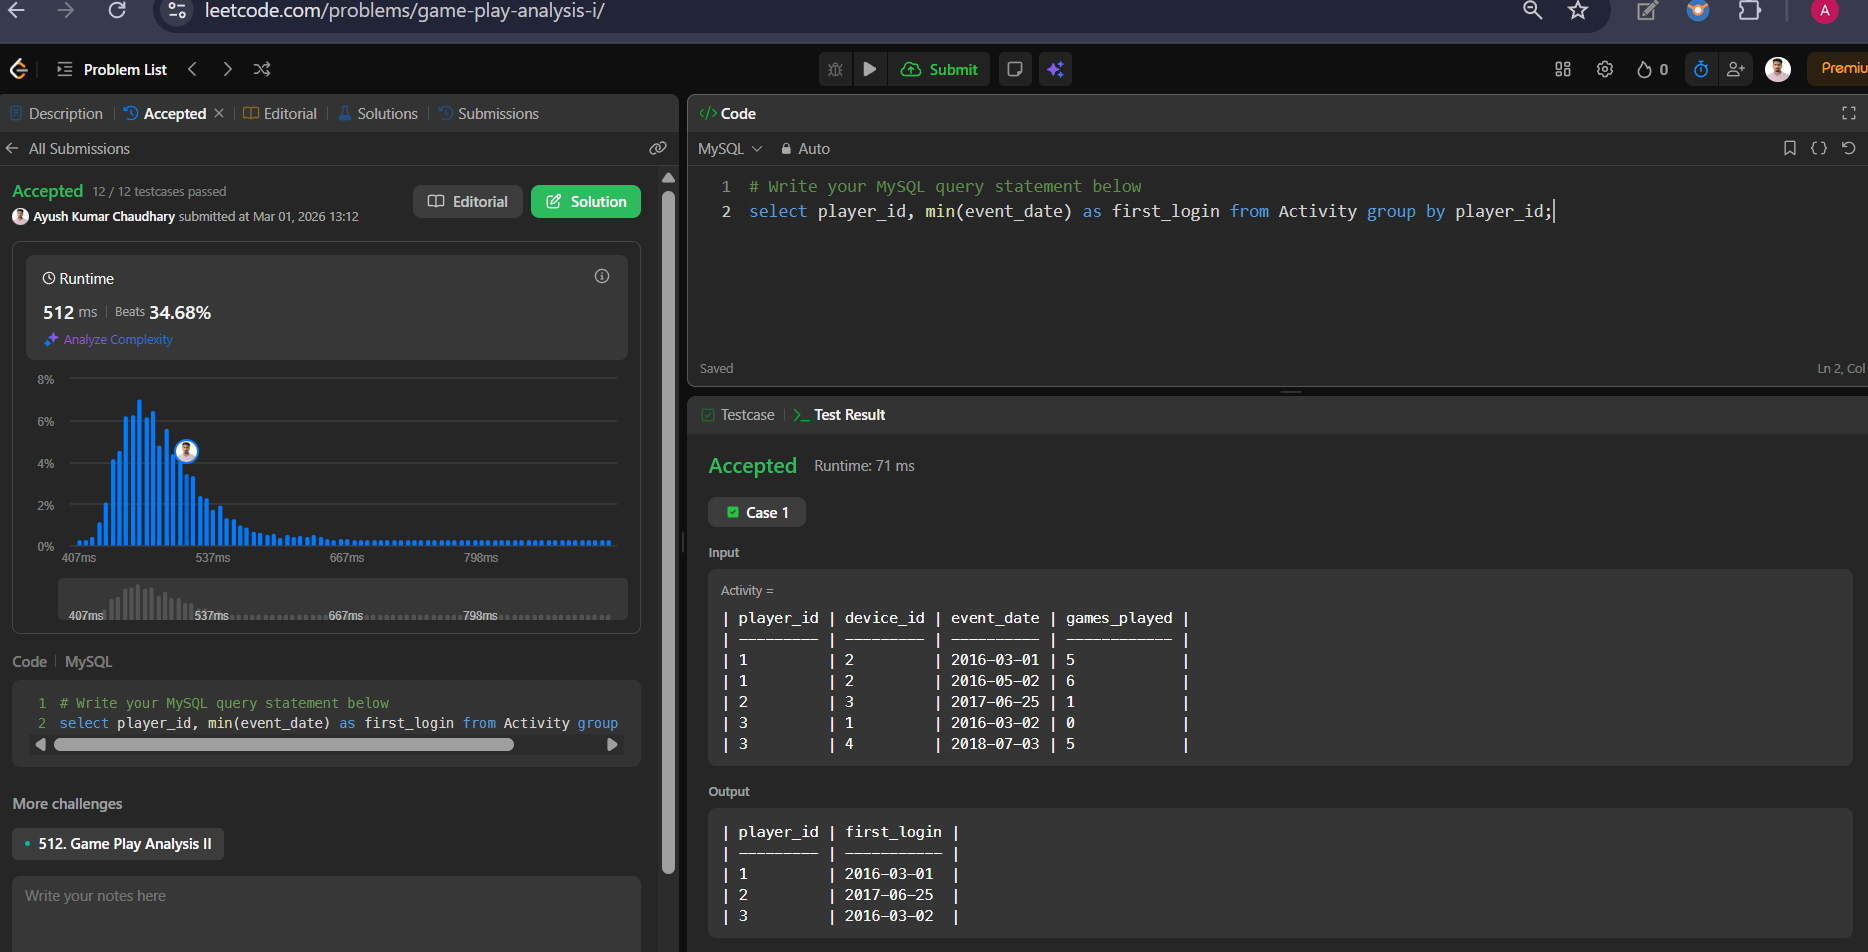 leetcode.com/problems/game-play-analysis-i/
A
Problem List
Submit
0
Premiu
Description
Accepted
Editorial
Solutions
Submissions
All Submissions
Accepted 12 / 12 testcases passed
Ayush Kumar Chaudhary submitted at Mar 01, 2026 13:12
Editorial
Solution
Runtime
512 ms Beats 34.68%
Analyze Complexity
8%
6%
4%
2%
0%
407ms 537ms 667ms 798ms
407ms 537ms 667ms 798ms
Code MySQL
1 # Write your MySQL query statement below
2 select player_id, min(event_date) as first_login from Activity group
More challenges
512. Game Play Analysis II
Write your notes here
</> Code
MySQL Auto
1 # Write your MySQL query statement below
2 select player_id, min(event_date) as first_login from Activity group by player_id;
Saved
Ln 2, Col
Testcase
>_ Test Result
Accepted Runtime: 71 ms
Case 1
Input
Activity =
| player_id | device_id | event_date | games_played |
| --------- | --------- | ---------- | ------------ |
| 1 | 2 | 2016-03-01 | 5 |
| 1 | 2 | 2016-05-02 | 6 |
| 2 | 3 | 2017-06-25 | 1 |
| 3 | 1 | 2016-03-02 | 0 |
| 3 | 4 | 2018-07-03 | 5 |
Output
| player_id | first_login |
| --------- | ----------- |
| 1 | 2016-03-01 |
| 2 | 2017-06-25 |
| 3 | 2016-03-02 |